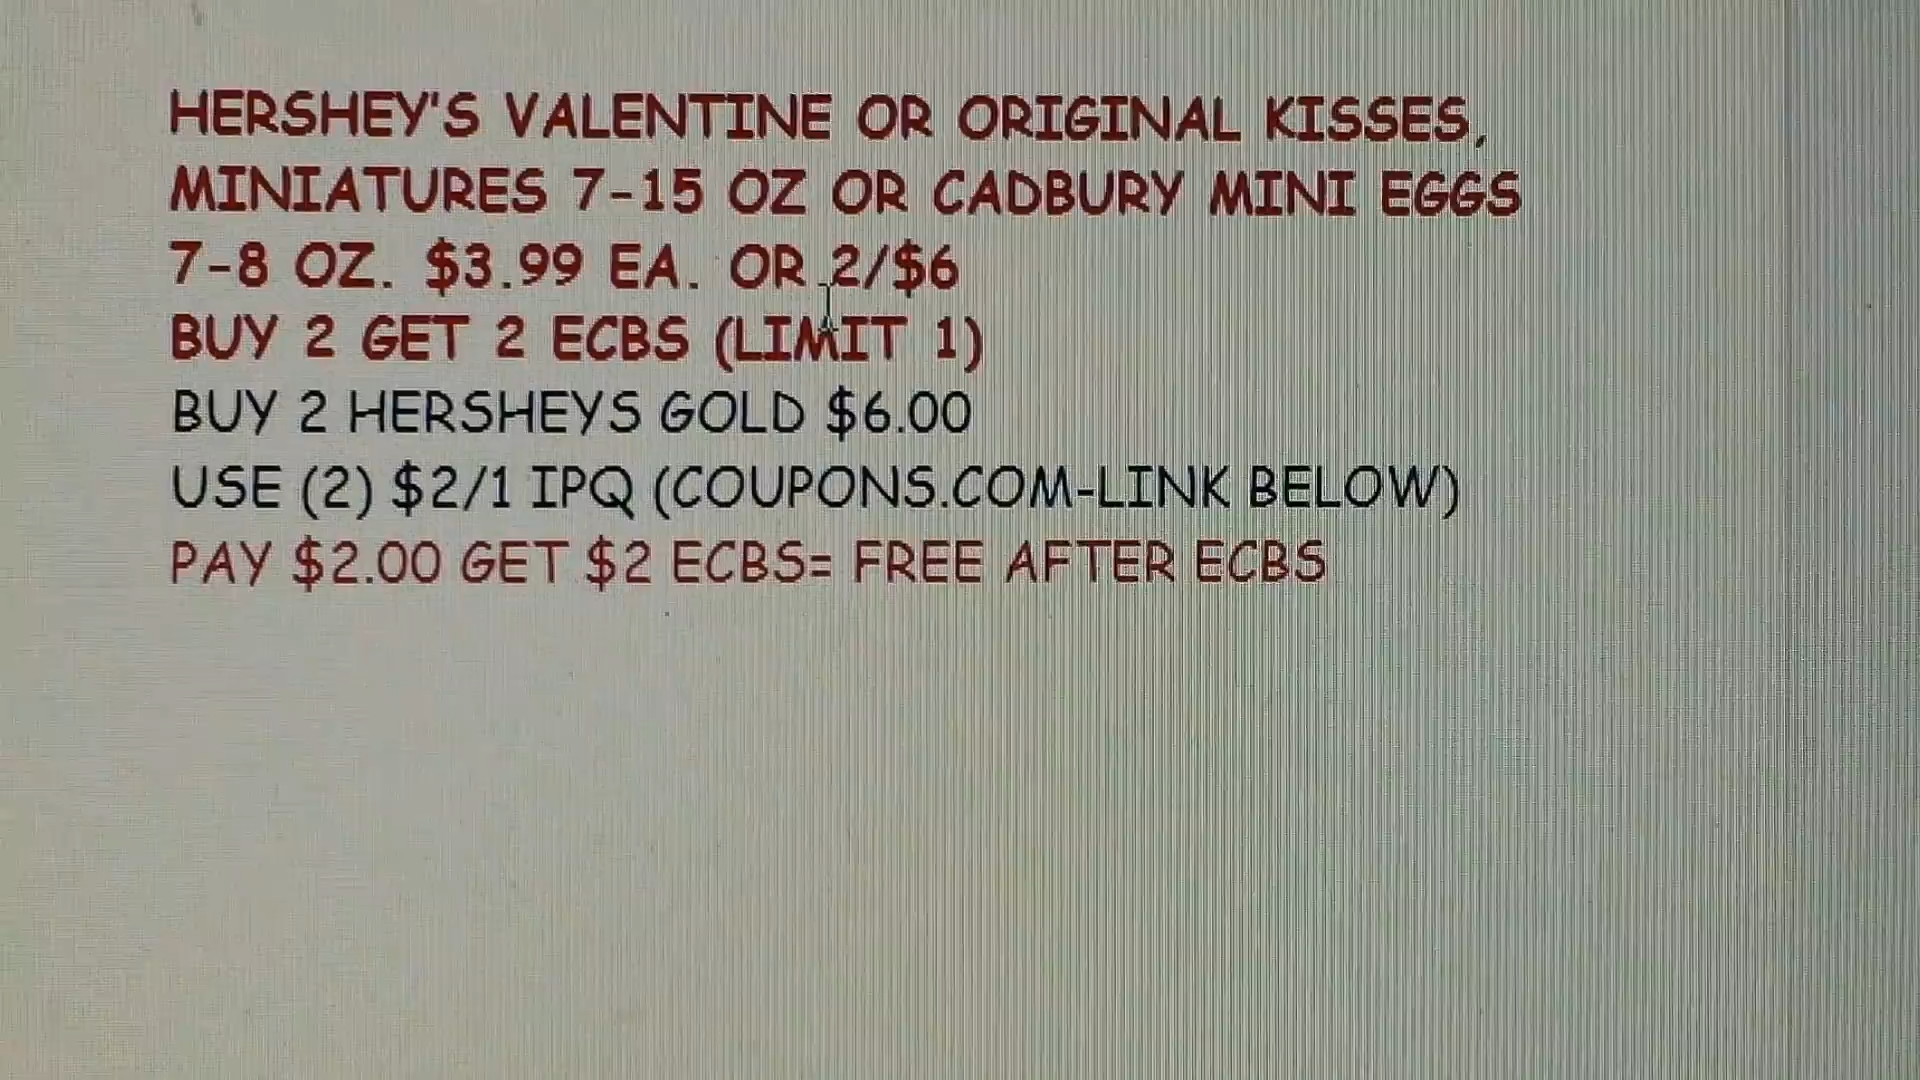 HERSHEY'S VALENTINE OR ORIGINAL KISSES,
MINIATURES 7-15 OZ OR CADBURY MINI EGGS
7-8 OZ. $3.99 EA. OR 2/$6
BUY 2 GET 2 ECBS (LIMIT 1)
BUY 2 HERSHEYS GOLD $6.00
USE (2) $2/1 IPQ (COUPONS.COM-LINK BELOW)
PAY $2.00 GET $2 ECBS= FREE AFTER ECBS